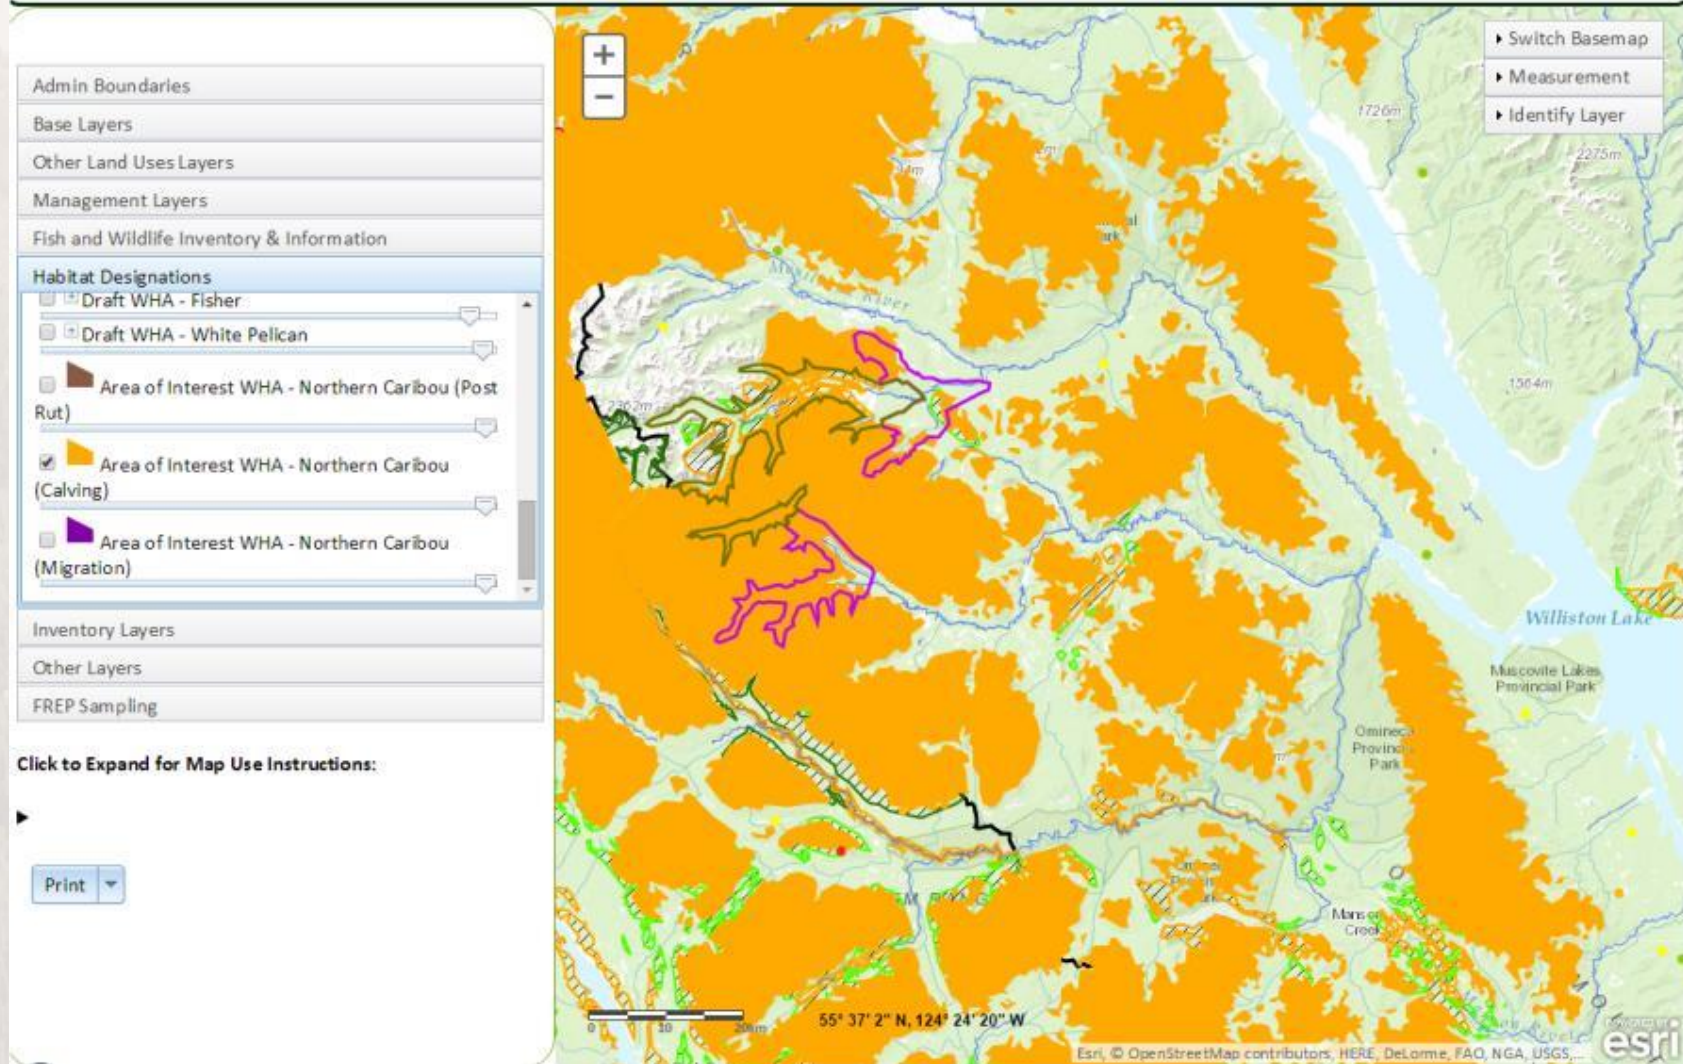 Admin Boundaries
Base Layers
Other Land Uses Layers
Management Layers
Fish and Wildlife Inventory & Information
Habitat Designations
Draft WHA - Fisher
Draft WHA - White Pelican
Area of Interest WHA - Northern Caribou (Post
Rut)
Area of Interest WHA - Northern Caribou
(Calving)
Area of Interest WHA - Northern Caribou
(Migration)
Inventory Layers
Other Layers
FREP Sampling
Click to Expand for Map Use Instructions:
Print
+
−
Switch Basemap
Measurement
Identify Layer
1726m
2275m
River
1564m
2362m
Williston Lake
Muscovite Lakes
Provincial Park
Omineca
Provincial
Park
Manson
Creek
0 10 20km
55° 37' 2" N, 124° 24' 20" W
Esri, © OpenStreetMap contributors, HERE, DeLorme, FAO, NGA, USGS,...
POWERED BY
esri